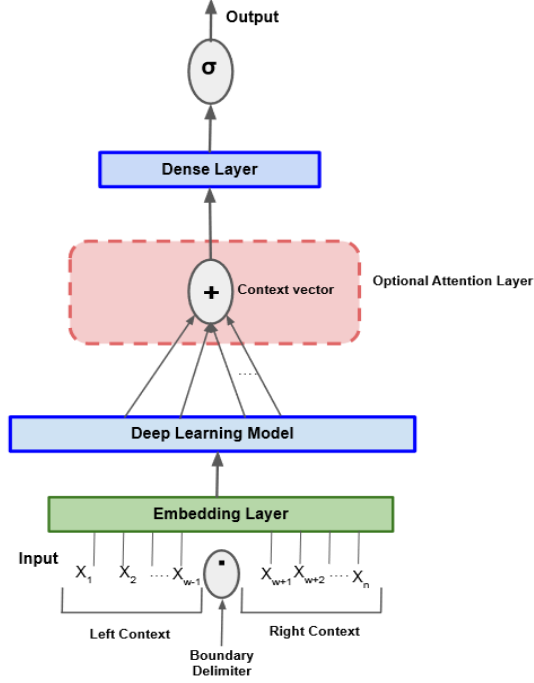 Output
σ
Dense Layer
Optional Attention Layer
+ Context vector
....
Deep Learning Model
Embedding Layer
Input
X1 X2 .... Xw-1 . Xw+1 Xw+2 .... Xn
Left Context Right Context
Boundary
Delimiter